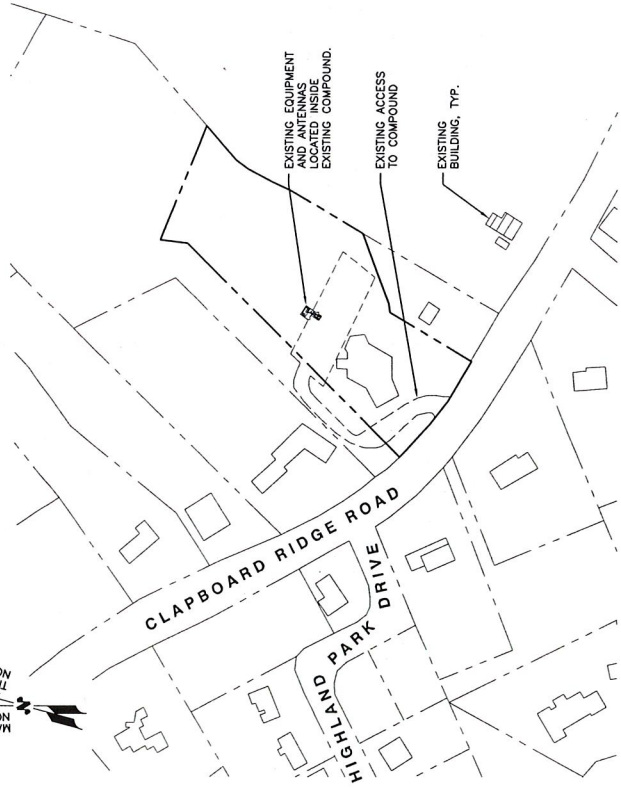 EXISTING EQUIPMENT
AND ANTENNAS
LOCATED INSIDE
EXISTING COMPOUND.
EXISTING ACCESS
TO COMPOUND
EXISTING
BUILDING, TYP.
CLAPBOARD RIDGE ROAD
HIGHLAND PARK DRIVE
N